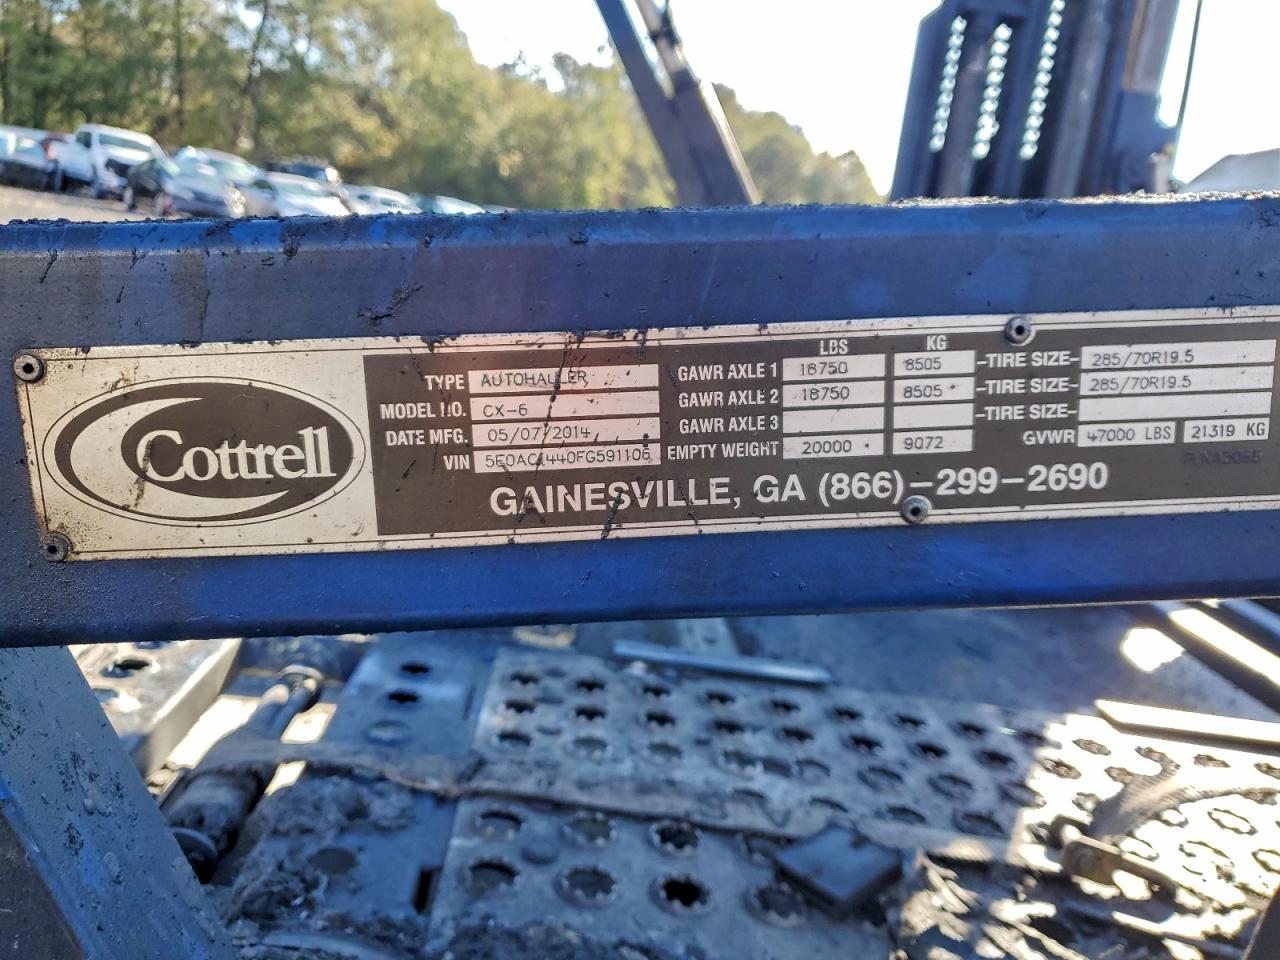 Cottrell
LBS KG
TYPE AUTOHAULER GAWR AXLE 1 18750 8505 -TIRE SIZE- 285/70R19.5
MODEL NO. CX-6 GAWR AXLE 2 18750 8505 -TIRE SIZE- 285/70R19.5
DATE MFG. 05/07/2014 GAWR AXLE 3 -TIRE SIZE-
VIN EMPTY WEIGHT 20000 9072 GVWR 47000 LBS 21319 KG
GAINESVILLE, GA (866)-299-2690